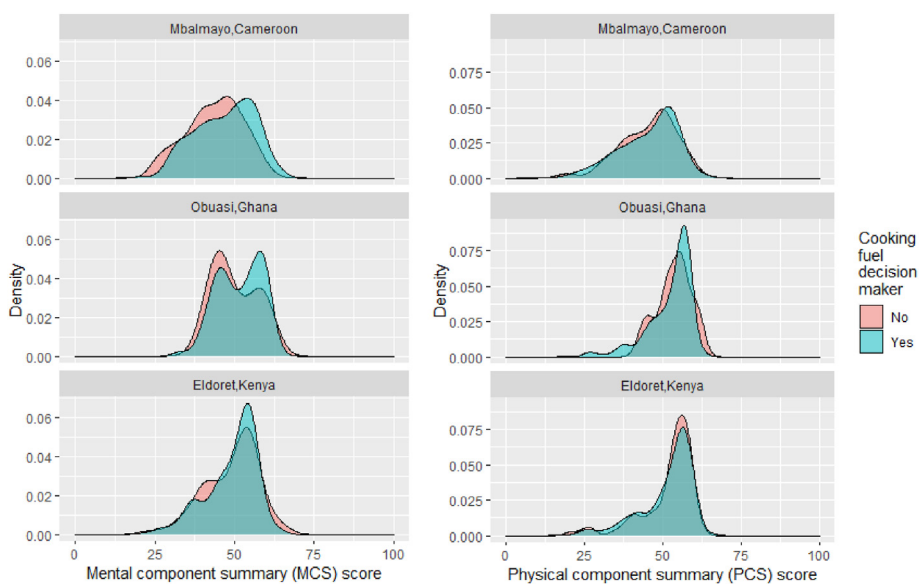 Mbalmayo,Cameroon
0.06
0.04
0.02
0.00
Obuasi,Ghana
0.06
0.04
0.02
0.00
Eldoret,Kenya
0.06
0.04
0.02
0.00
0 25 50 75 100
Density
Mental component summary (MCS) score
Mbalmayo,Cameroon
0.075
0.050
0.025
0.000
Obuasi,Ghana
0.075
0.050
0.025
0.000
Eldoret,Kenya
0.075
0.050
0.025
0.000
0 25 50 75 100
Density
Physical component summary (PCS) score
Cooking
fuel
decision
maker
No
Yes